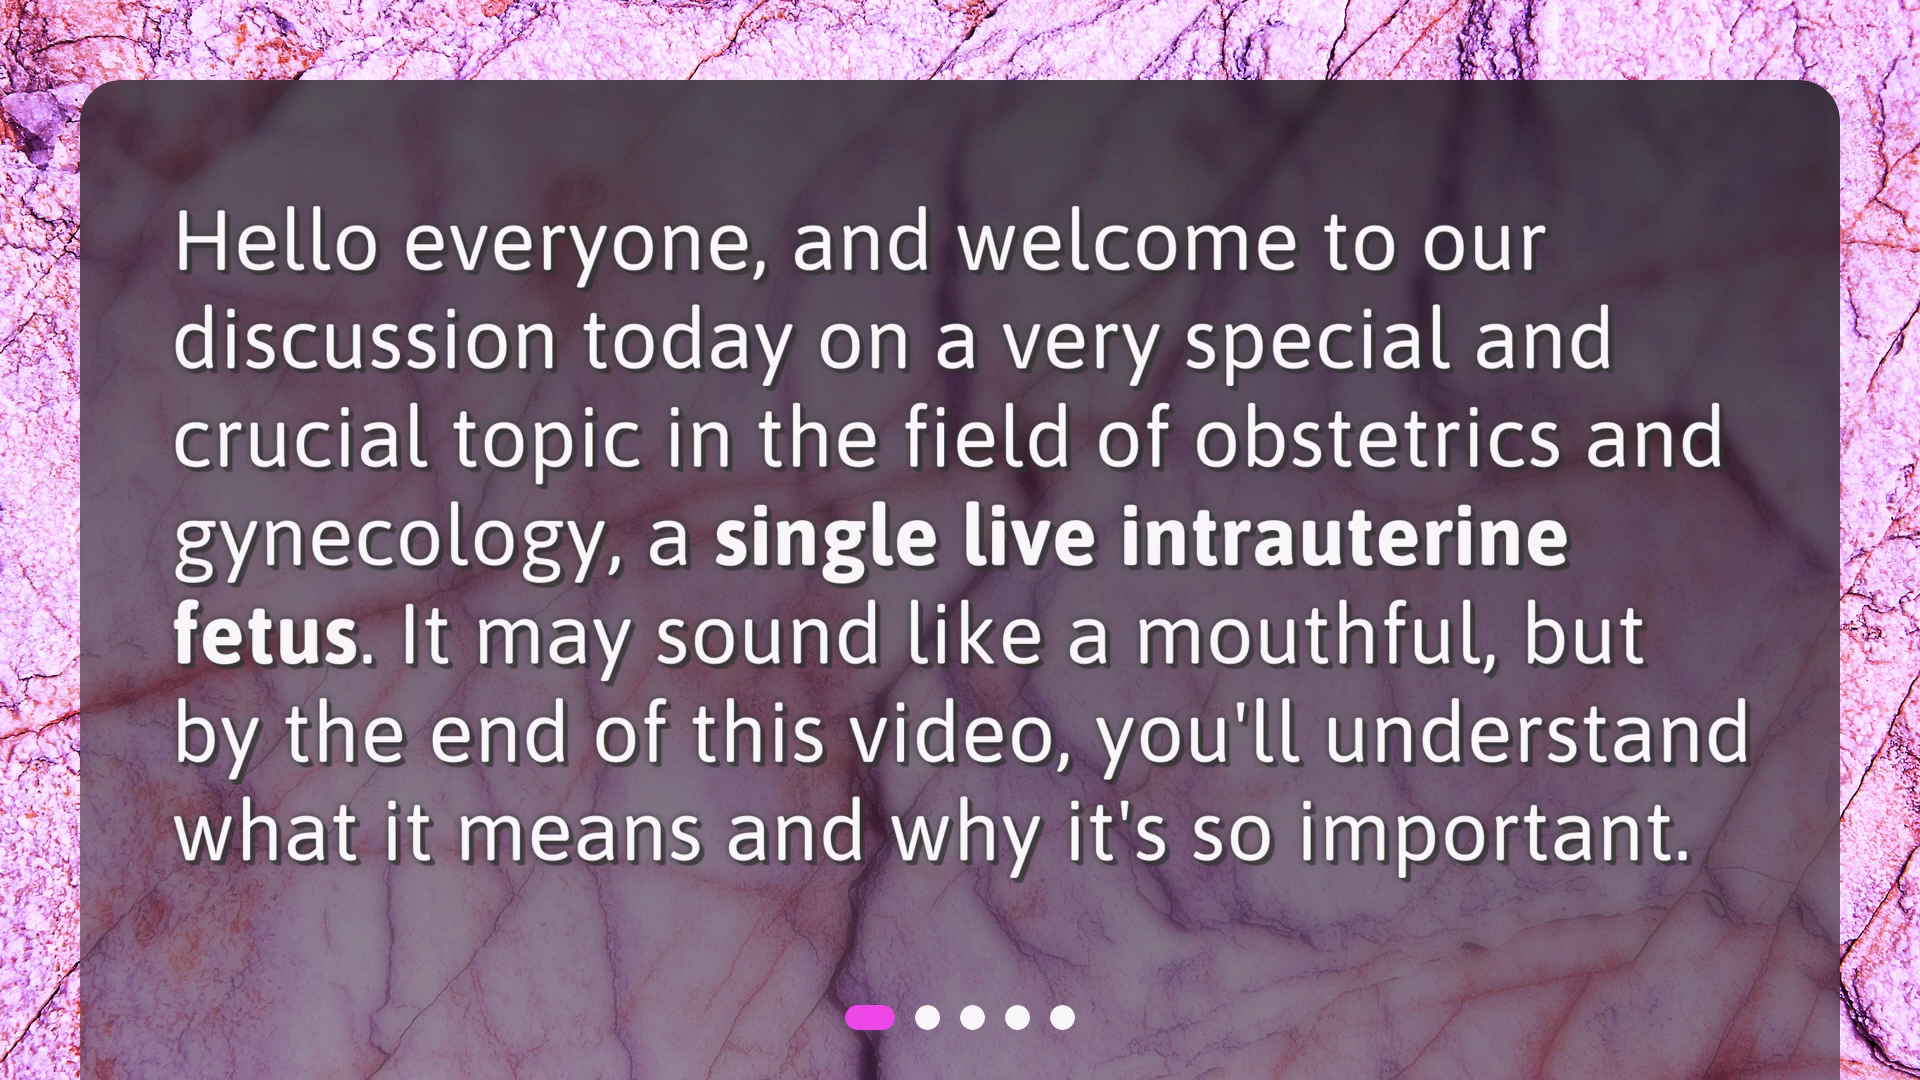 Hello everyone, and welcome to our
discussion today on a very special and
crucial topic in the field of obstetrics and
gynecology, a single live intrauterine
fetus. It may sound like a mouthful, but
by the end of this video, you'll understand
what it means and why it's so important.